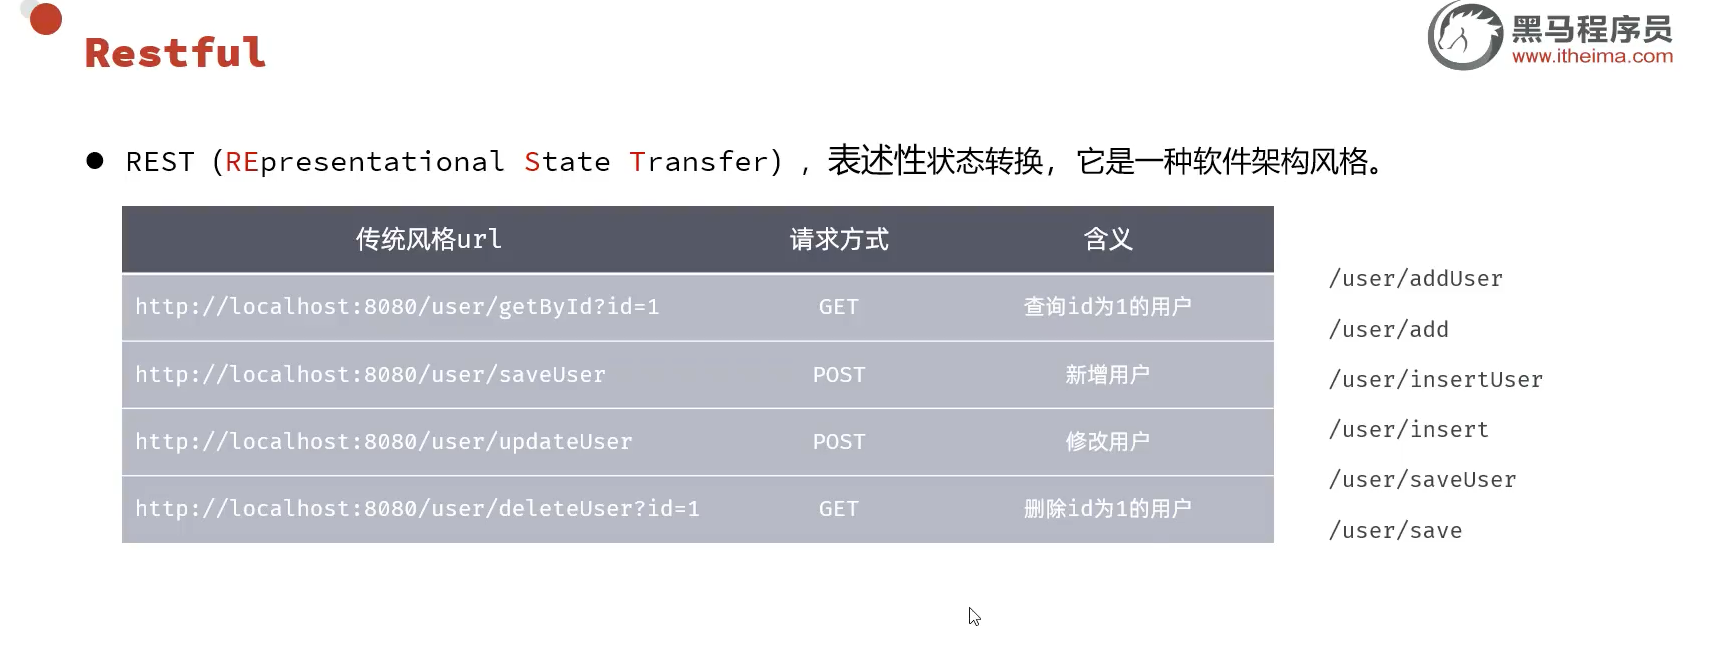 Restful
黑马程序员
www.itheima.com
REST（REpresentational State Transfer），表述性状态转换，它是一种软件架构风格。
传统风格url 请求方式 含义
http://localhost:8080/user/getById?id=1 GET 查询id为1的用户
http://localhost:8080/user/saveUser POST 新增用户
http://localhost:8080/user/updateUser POST 修改用户
http://localhost:8080/user/deleteUser?id=1 GET 删除id为1的用户
/user/addUser
/user/add
/user/insertUser
/user/insert
/user/saveUser
/user/save